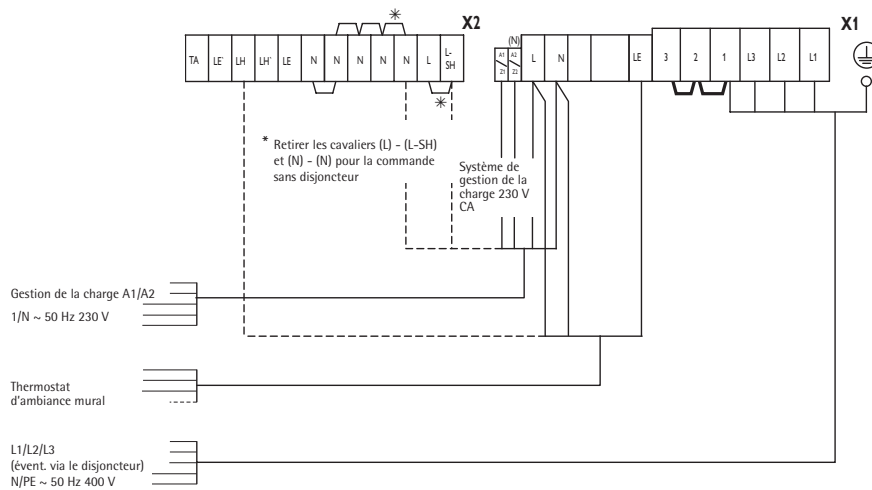 X2
X1
(N)
TA LE' LH LH' LE N N N N N L L-SH
A1 A2 L N LE 3 2 1 L3 L2 L1
Z1 Z2
*
*
* Retirer les cavaliers (L) - (L-SH)
et (N) - (N) pour la commande
sans disjoncteur
Système de
gestion de la
charge 230 V
CA
Gestion de la charge A1/A2
1/N ~ 50 Hz 230 V
Thermostat
d'ambiance mural
L1/L2/L3
(évent. via le disjoncteur)
N/PE ~ 50 Hz 400 V